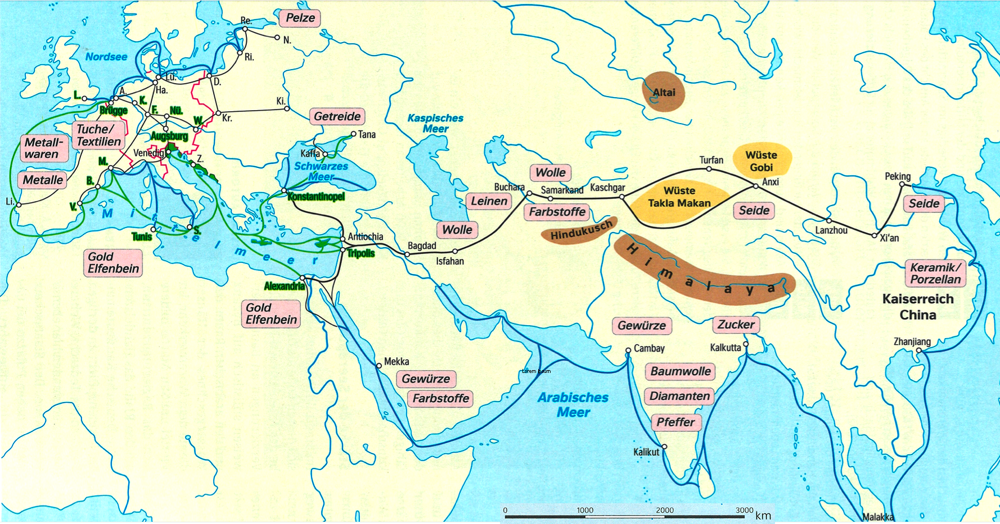 Re.
Pelze
N.
Nordsee
Ri.
Lü.
D.
Ha.
A.
L.
K.
Ki.
Brügge
F.
Nü.
Kr.
W.
Getreide
Kaspisches
Meer
Altai
Tuche/
Textilien
Metall-
waren
Augsburg
Tana
Venedig
Kaffa
Z.
M.
Schwarzes
Meer
Wüste
Gobi
Turfan
Metalle
B.
Wolle
Anxi
Peking
Buchara
Samarkand
Kaschgar
Wüste
Takla Makan
Konstantinopel
Li.
V.
Leinen
Farbstoffe
Seide
Seide
Mittelmeer
Tunis
S.
Wolle
Hindukusch
Lanzhou
Xi'an
Antiochia
Tripolis
Bagdad
Isfahan
Himalaya
Gold
Elfenbein
Keramik/
Porzellan
Alexandria
Kaiserreich
China
Gold
Elfenbein
Gewürze
Zucker
Cambay
Kalkutta
Zhanjiang
Mekka
Lorem Ipsum
Baumwolle
Gewürze
Farbstoffe
Arabisches
Meer
Diamanten
Pfeffer
Kalikut
0 1000 2000 3000 km
Malakka